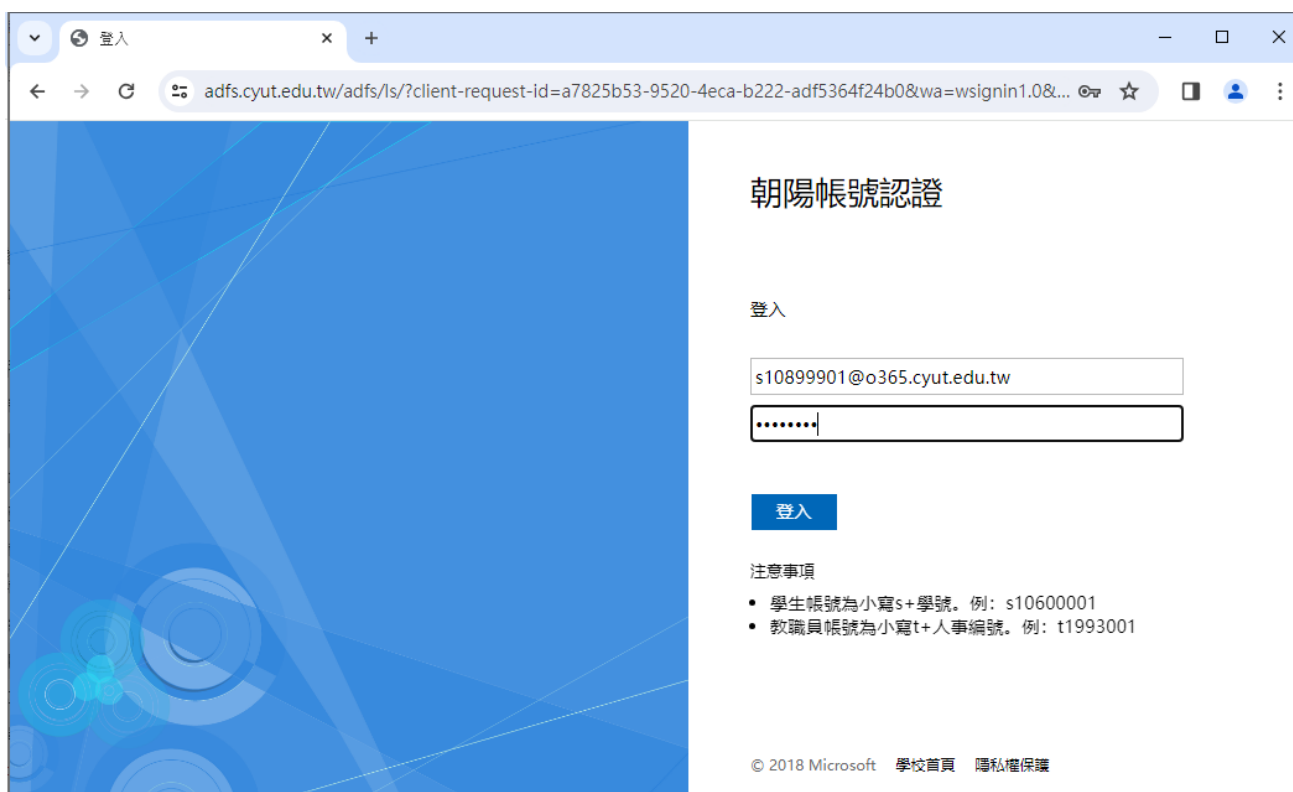 登入
adfs.cyut.edu.tw/adfs/ls/?client-request-id=a7825b53-9520-4eca-b222-adf5364f24b0&wa=wsignin1.0&...
朝陽帳號認證
登入
s10899901@o365.cyut.edu.tw
••••••••
登入
注意事項
• 學生帳號為小寫s+學號。例：s10600001
• 教職員帳號為小寫t+人事編號。例：t1993001
© 2018 Microsoft 學校首頁 隱私權保護